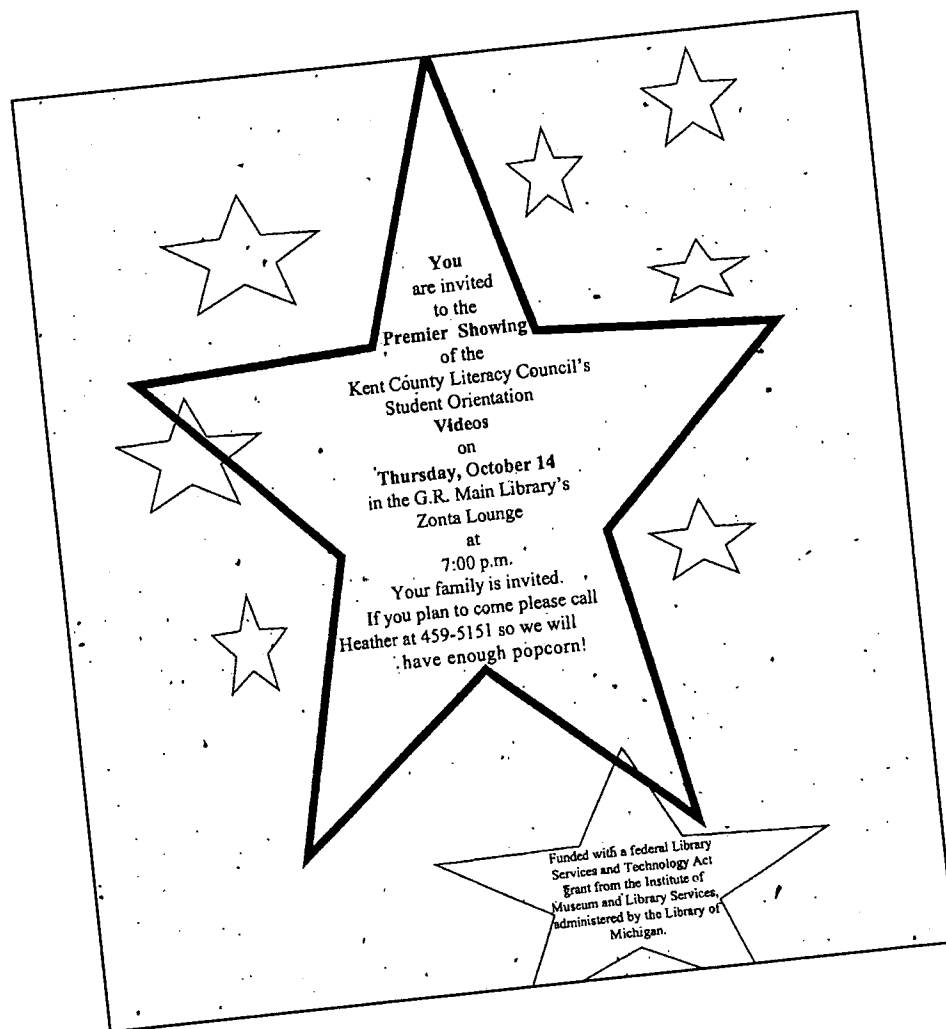 You
are invited
to the
Premier Showing
of the
Kent County Literacy Council's
Student Orientation
Videos
on
Thursday, October 14
in the G.R. Main Library's
Zonta Lounge
at
7:00 p.m.
Your family is invited.
If you plan to come please call
Heather at 459-5151 so we will
have enough popcorn!
Funded with a federal Library
Services and Technology Act
grant from the Institute of
Museum and Library Services,
administered by the Library of
Michigan.